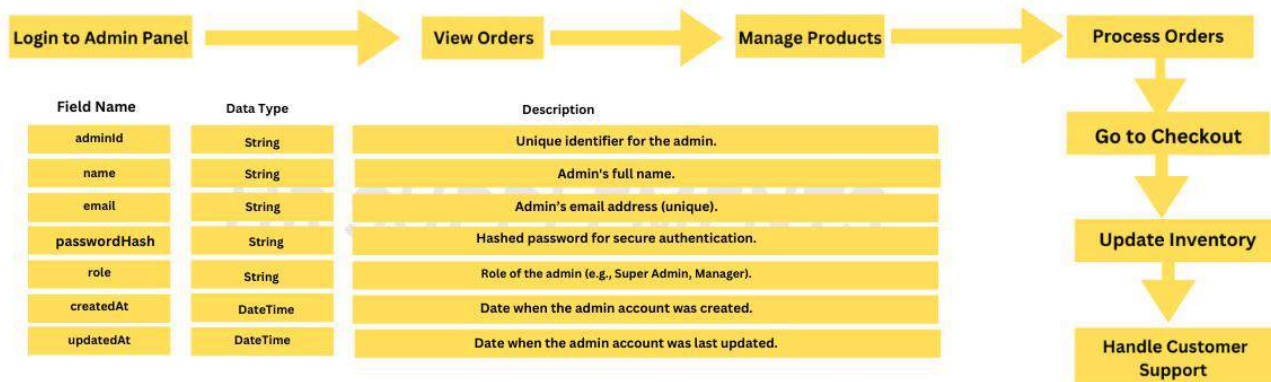 Login to Admin Panel
View Orders
Manage Products
Process Orders
Go to Checkout
Update Inventory
Handle Customer
Support
Field Name Data Type Description
adminId String Unique identifier for the admin.
name String Admin's full name.
email String Admin's email address (unique).
passwordHash String Hashed password for secure authentication.
role String Role of the admin (e.g., Super Admin, Manager).
createdAt DateTime Date when the admin account was created.
updatedAt DateTime Date when the admin account was last updated.